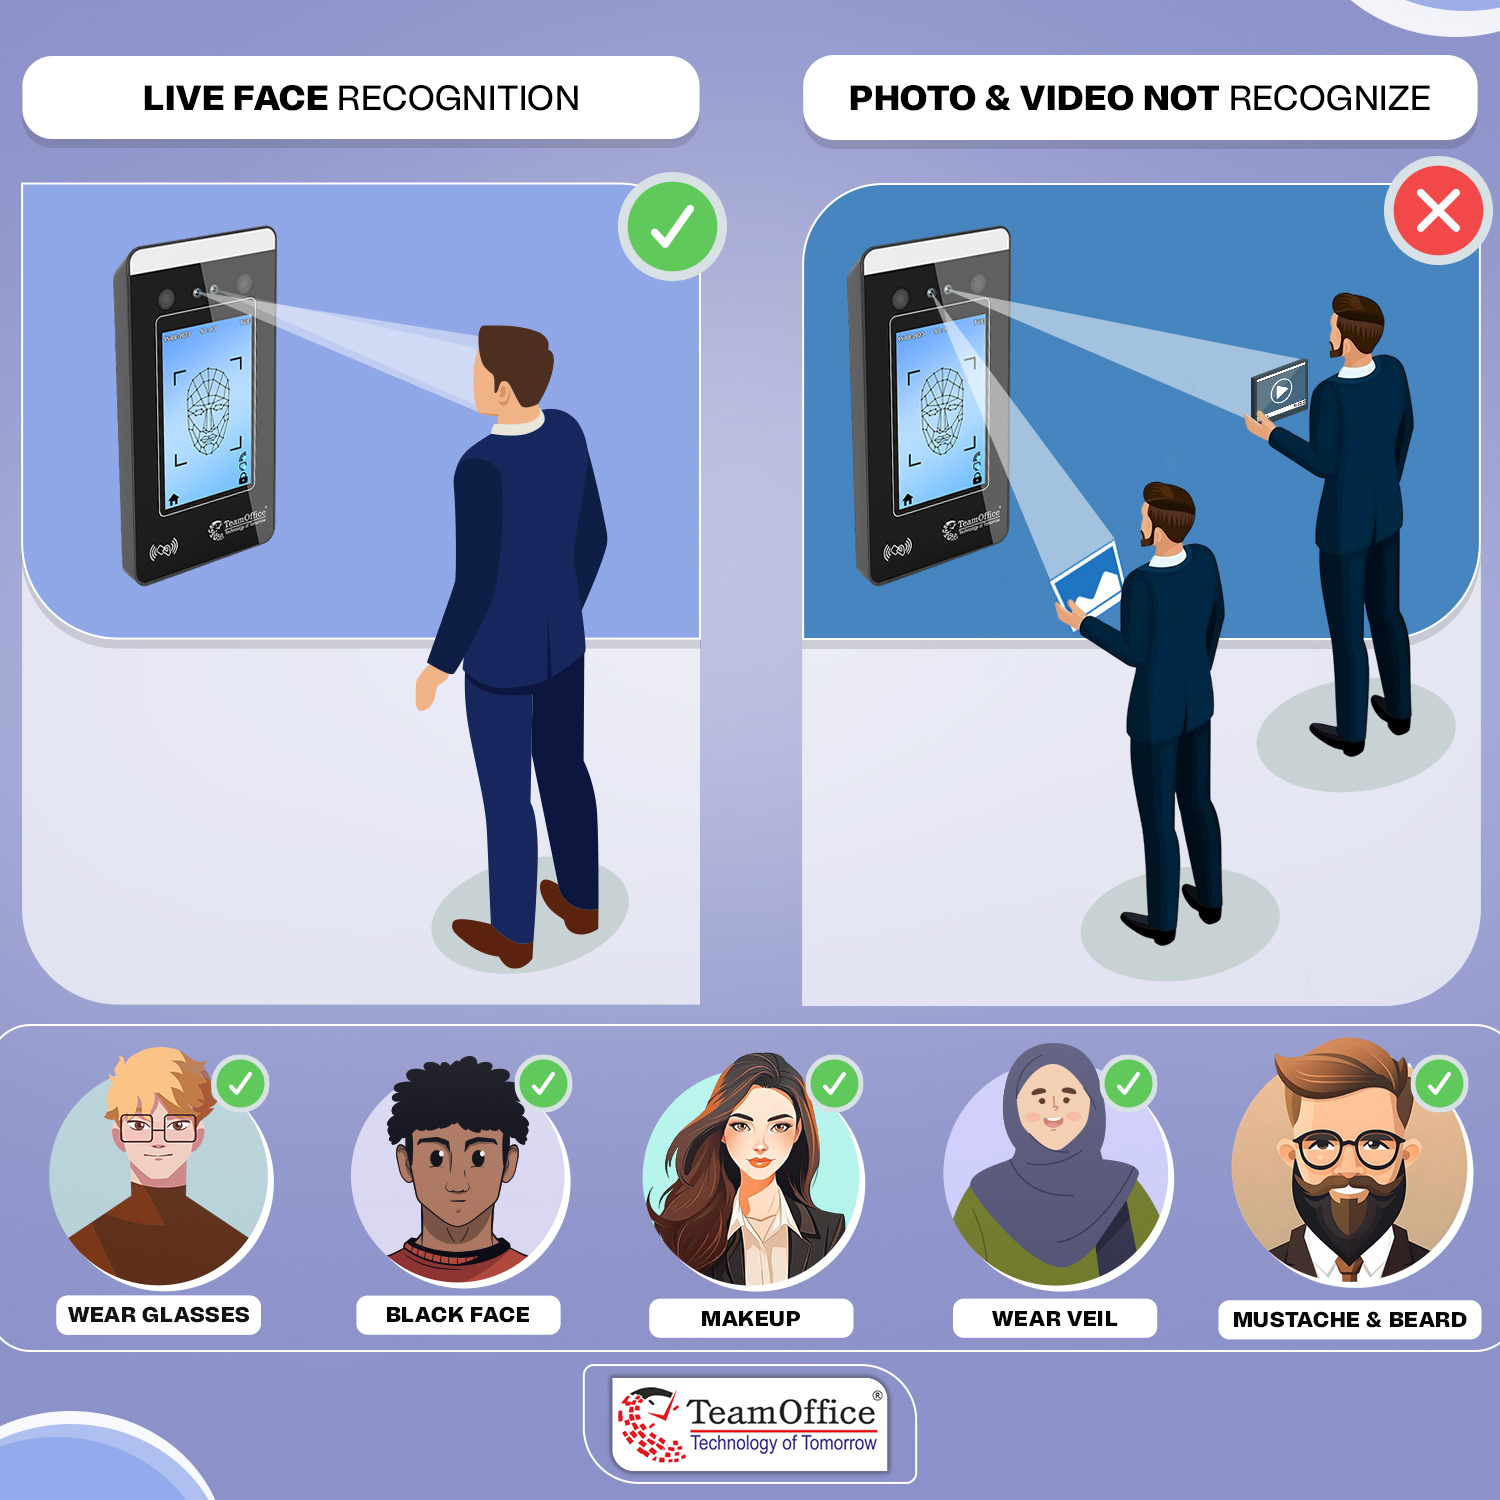 LIVE FACE RECOGNITION
PHOTO & VIDEO NOT RECOGNIZE
TeamOffice
Technology of Tomorrow
TeamOffice
Technology of Tomorrow
WEAR GLASSES
BLACK FACE
MAKEUP
WEAR VEIL
MUSTACHE & BEARD
TeamOffice®
Technology of Tomorrow